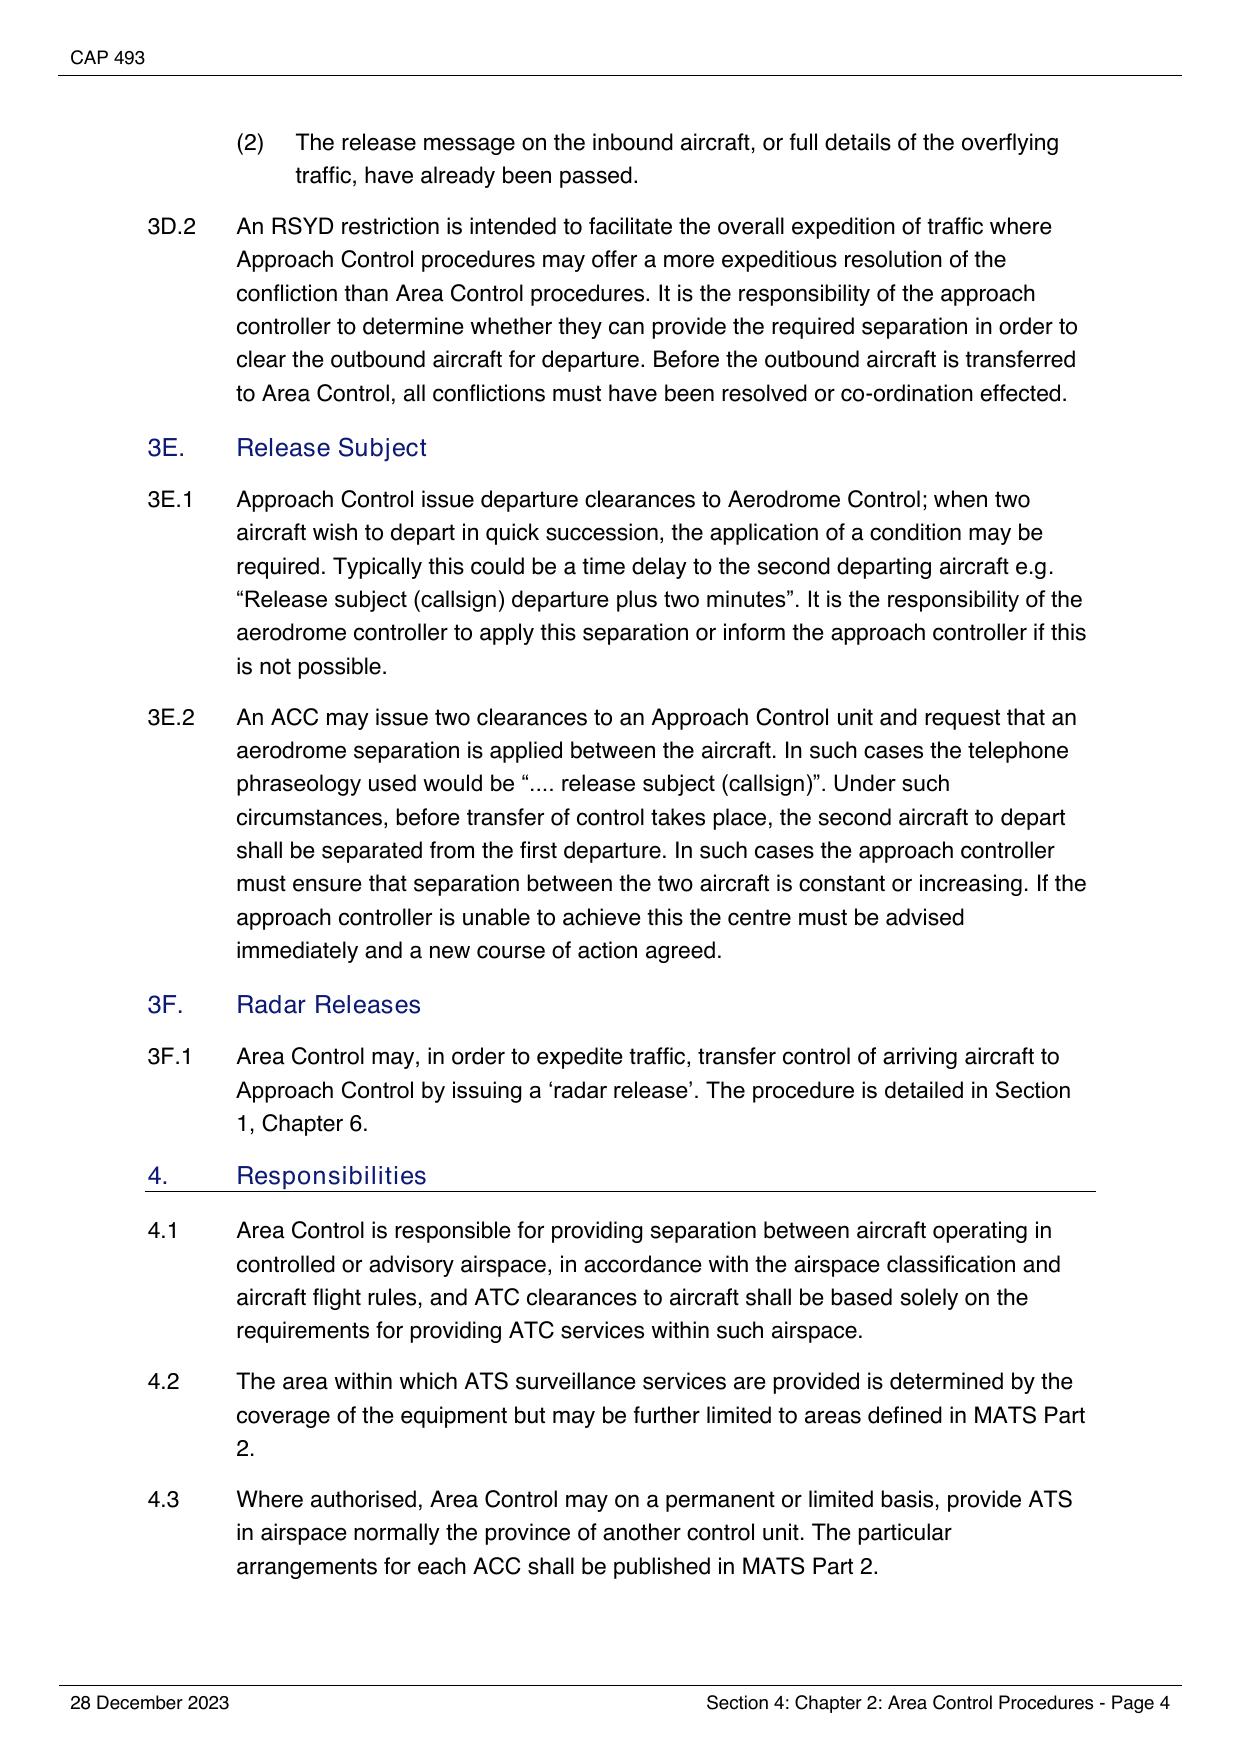 CAP 493
(2) The release message on the inbound aircraft, or full details of the overflying
traffic, have already been passed.
3D.2 An RSYD restriction is intended to facilitate the overall expedition of traffic where
Approach Control procedures may offer a more expeditious resolution of the
confliction than Area Control procedures. It is the responsibility of the approach
controller to determine whether they can provide the required separation in order to
clear the outbound aircraft for departure. Before the outbound aircraft is transferred
to Area Control, all conflictions must have been resolved or co-ordination effected.
3E. Release Subject
3E.1 Approach Control issue departure clearances to Aerodrome Control; when two
aircraft wish to depart in quick succession, the application of a condition may be
required. Typically this could be a time delay to the second departing aircraft e.g.
“Release subject (callsign) departure plus two minutes”. It is the responsibility of the
aerodrome controller to apply this separation or inform the approach controller if this
is not possible.
3E.2 An ACC may issue two clearances to an Approach Control unit and request that an
aerodrome separation is applied between the aircraft. In such cases the telephone
phraseology used would be “.... release subject (callsign)”. Under such
circumstances, before transfer of control takes place, the second aircraft to depart
shall be separated from the first departure. In such cases the approach controller
must ensure that separation between the two aircraft is constant or increasing. If the
approach controller is unable to achieve this the centre must be advised
immediately and a new course of action agreed.
3F. Radar Releases
3F.1 Area Control may, in order to expedite traffic, transfer control of arriving aircraft to
Approach Control by issuing a ‘radar release’. The procedure is detailed in Section
1, Chapter 6.
4. Responsibilities
4.1 Area Control is responsible for providing separation between aircraft operating in
controlled or advisory airspace, in accordance with the airspace classification and
aircraft flight rules, and ATC clearances to aircraft shall be based solely on the
requirements for providing ATC services within such airspace.
4.2 The area within which ATS surveillance services are provided is determined by the
coverage of the equipment but may be further limited to areas defined in MATS Part
2.
4.3 Where authorised, Area Control may on a permanent or limited basis, provide ATS
in airspace normally the province of another control unit. The particular
arrangements for each ACC shall be published in MATS Part 2.
28 December 2023 Section 4: Chapter 2: Area Control Procedures - Page 4